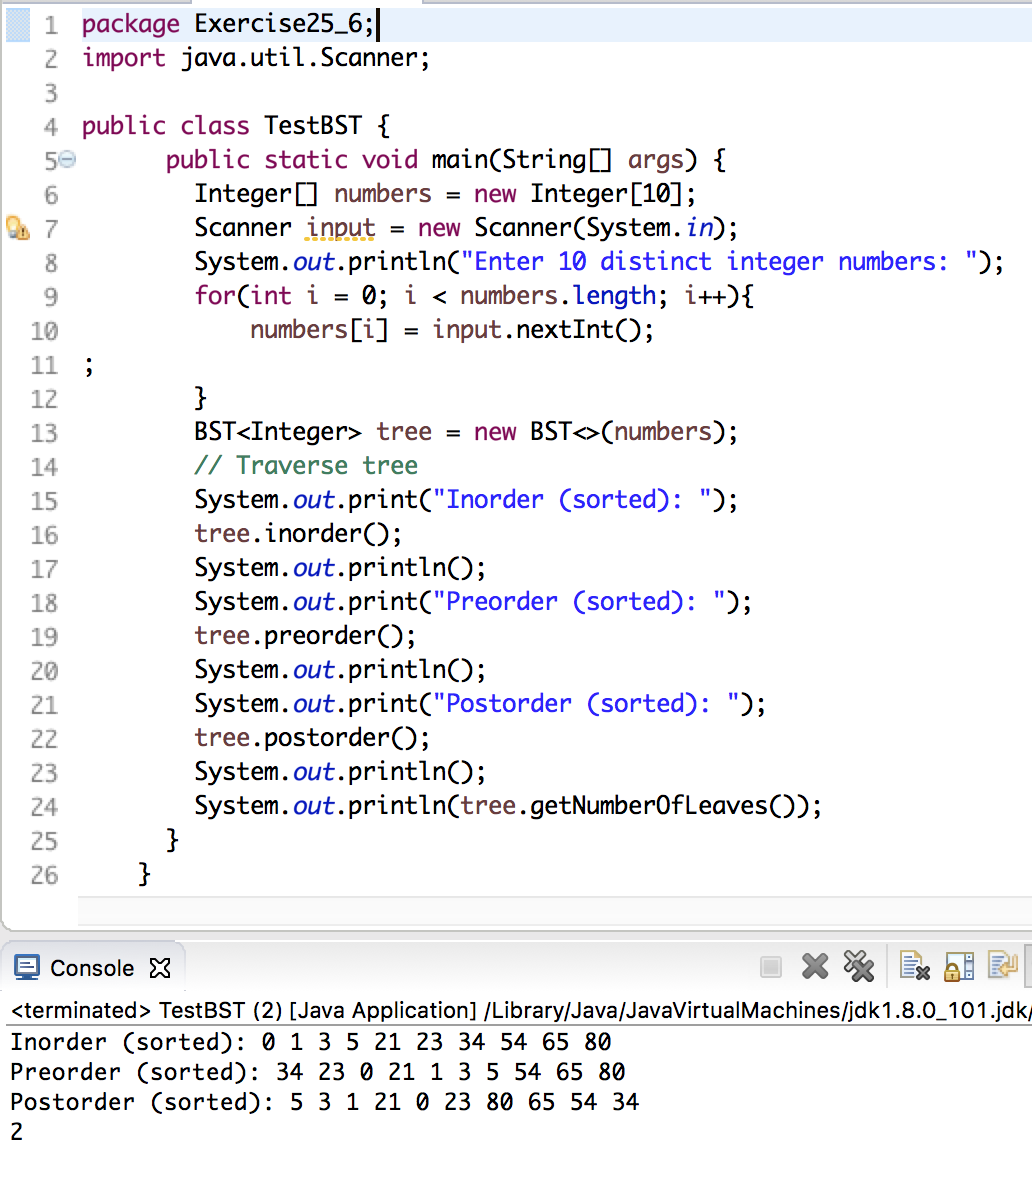 1 package Exercise25_6;
2 import java.util.Scanner;
3
4 public class TestBST {
5 public static void main(String[] args) {
6 Integer[] numbers = new Integer[10];
7 Scanner input = new Scanner(System.in);
8 System.out.println("Enter 10 distinct integer numbers: ");
9 for(int i = 0; i < numbers.length; i++){
10 numbers[i] = input.nextInt();
11 ;
12 }
13 BST<Integer> tree = new BST<>(numbers);
14 // Traverse tree
15 System.out.print("Inorder (sorted): ");
16 tree.inorder();
17 System.out.println();
18 System.out.print("Preorder (sorted): ");
19 tree.preorder();
20 System.out.println();
21 System.out.print("Postorder (sorted): ");
22 tree.postorder();
23 System.out.println();
24 System.out.println(tree.getNumberOfLeaves());
25 }
26 }
Console
<terminated> TestBST (2) [Java Application] /Library/Java/JavaVirtualMachines/jdk1.8.0_101.jdk/
Inorder (sorted): 0 1 3 5 21 23 34 54 65 80
Preorder (sorted): 34 23 0 21 1 3 5 54 65 80
Postorder (sorted): 5 3 1 21 0 23 80 65 54 34
2